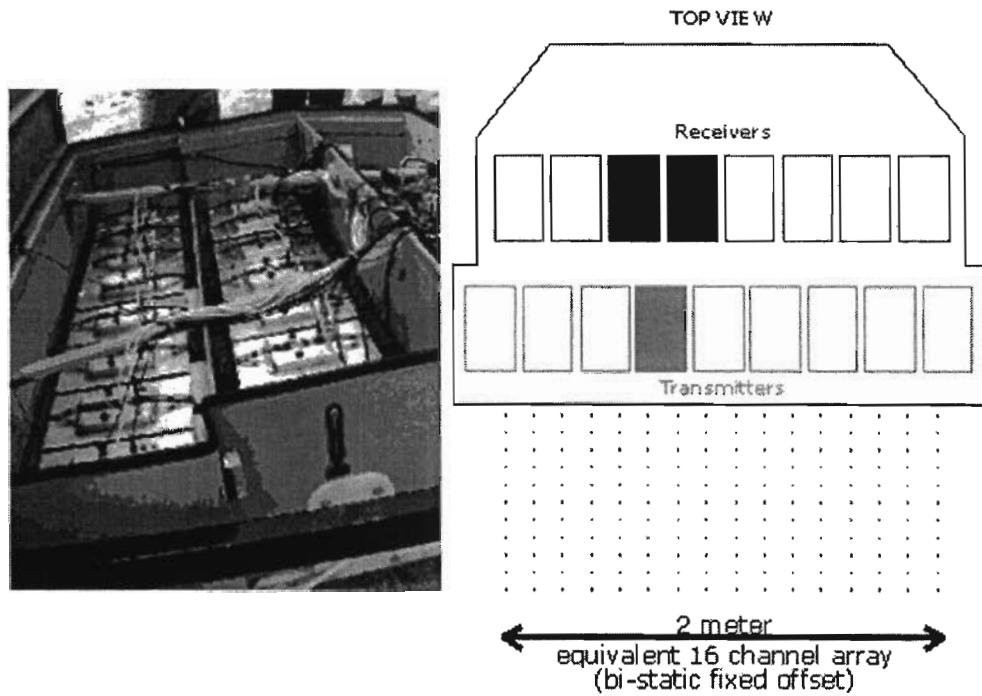 TOP VIEW
Receivers
Transmitters
2 meter
equivalent 16 channel array
(bi-static fixed offset)